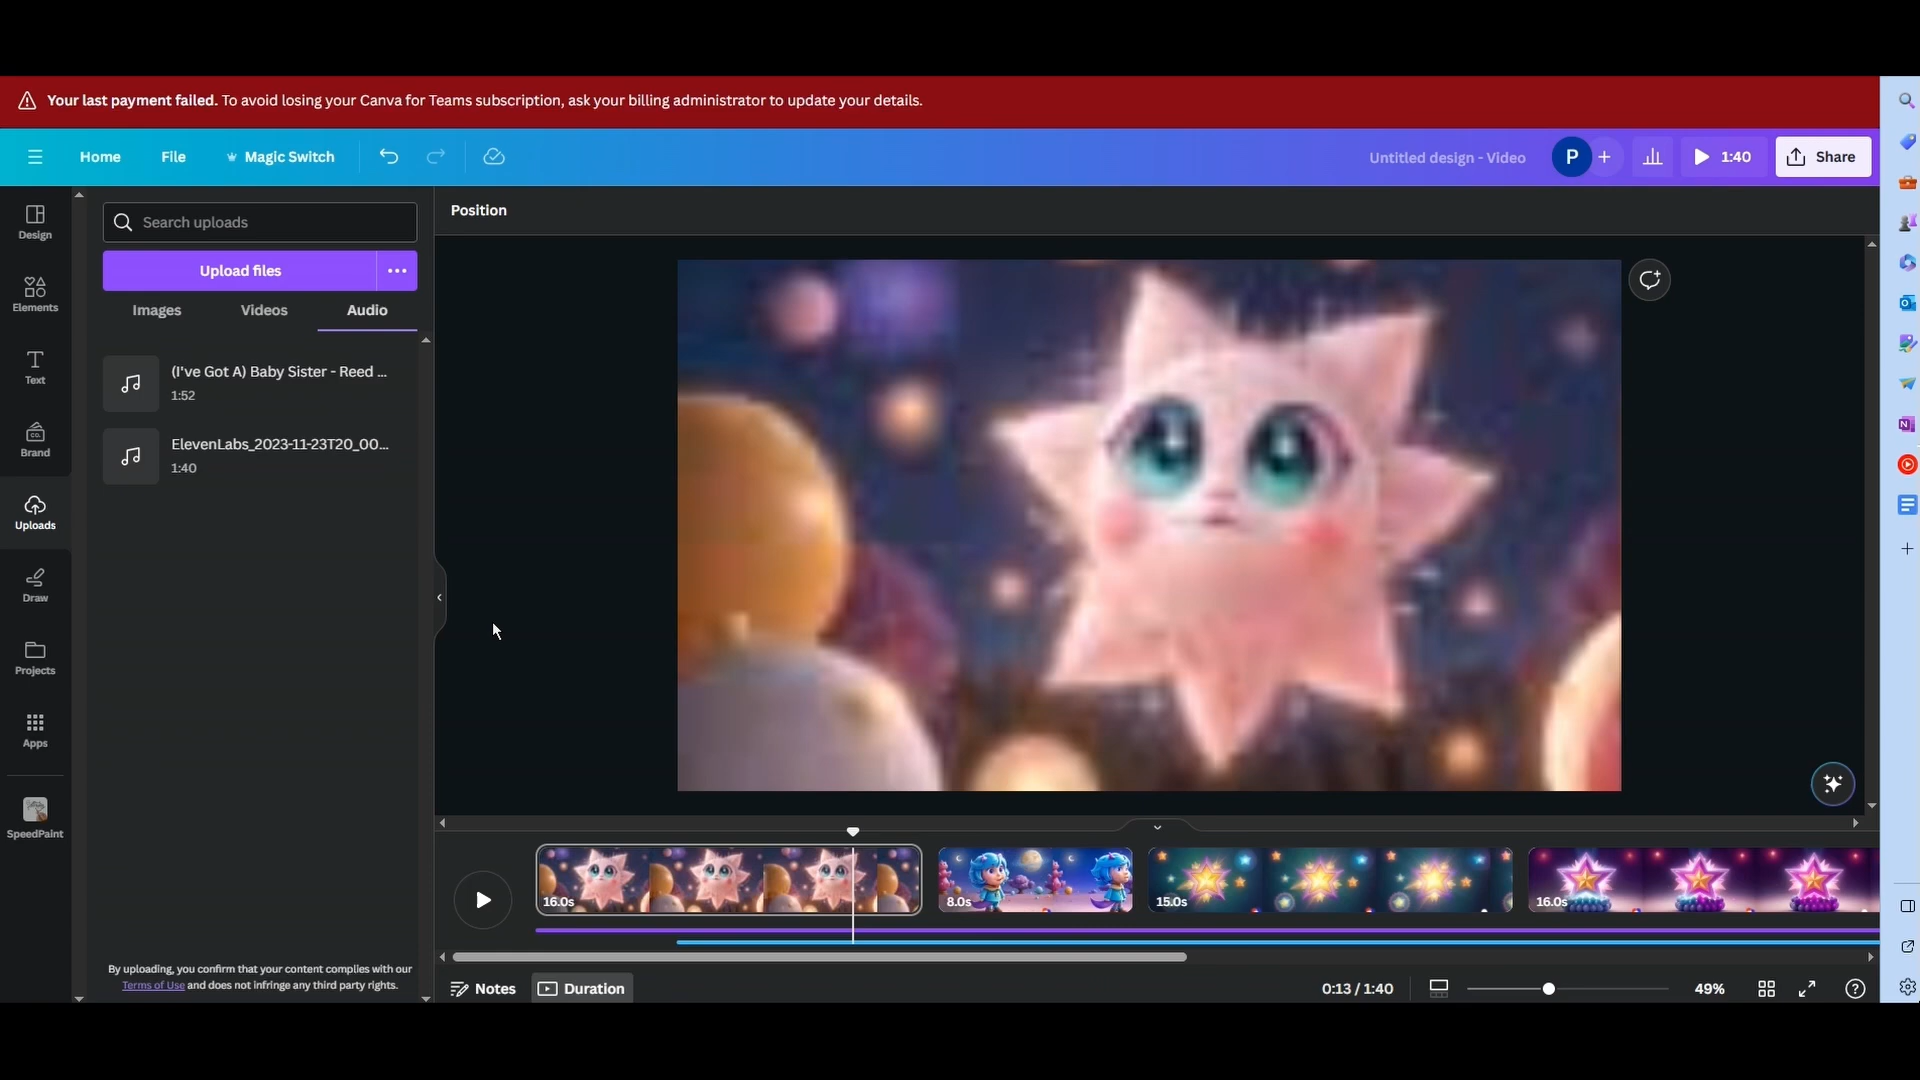 Your last payment failed. To avoid losing your Canva for Teams subscription, ask your billing administrator to update your details.
Home File Magic Switch Untitled design - Video P 1:40 Share
Position
Search uploads
Upload files
Images Videos Audio
(I've Got A) Baby Sister - Reed ...
1:52
ElevenLabs_2023-11-23T20_00...
1:40
Design
Elements
Text
Brand
Uploads
Draw
Projects
Apps
SpeedPaint
By uploading, you confirm that your content complies with our
Terms of Use and does not infringe any third party rights.
16.0s 8.0s 15.0s 16.0s
Notes Duration 0:13 / 1:40 49%